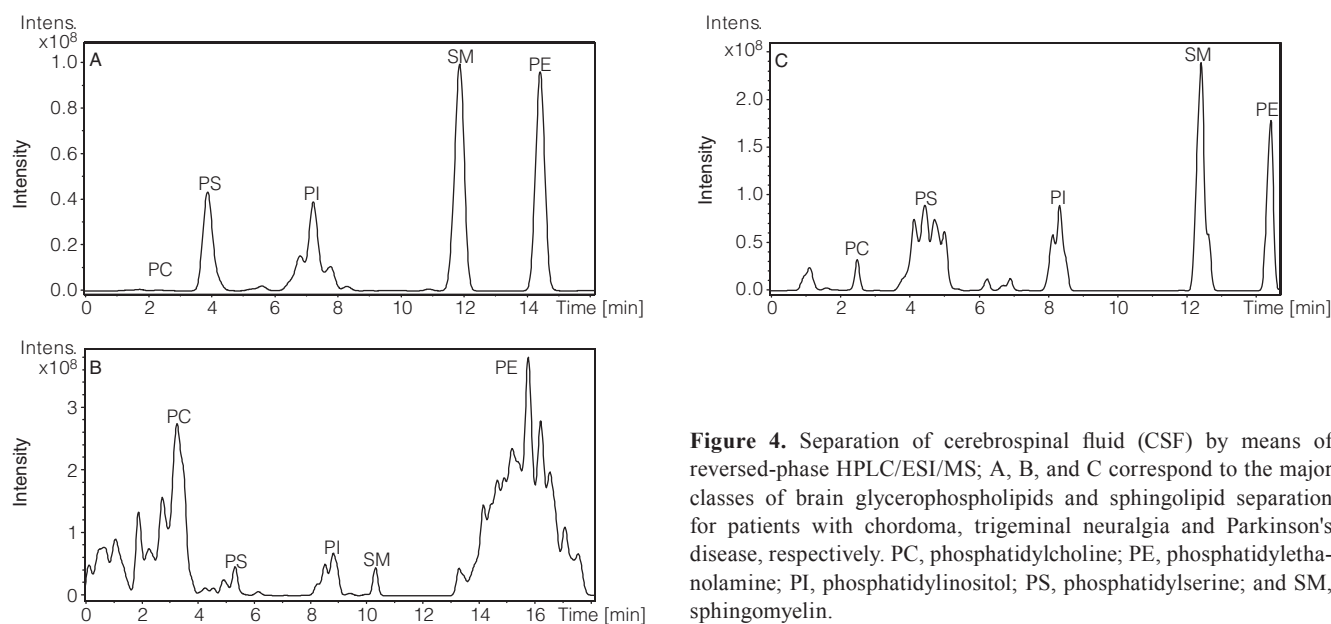 Intens.
x10⁸
A
1.0
0.8
0.6
0.4
0.2
0.0
Intensity
PC
PS
PI
SM
PE
0 2 4 6 8 10 12 14 Time [min]
Intens.
x10⁸
C
2.0
1.5
1.0
0.5
0.0
Intensity
PC
PS
PI
SM
PE
0 2 4 6 8 10 12 Time [min]
Intens.
x10⁸
B
3
2
1
0
Intensity
PC
PS
PI
SM
PE
0 2 4 6 8 10 12 14 16 Time [min]
Figure 4. Separation of cerebrospinal fluid (CSF) by means of
reversed-phase HPLC/ESI/MS; A, B, and C correspond to the major
classes of brain glycerophospholipids and sphingolipid separation
for patients with chordoma, trigeminal neuralgia and Parkinson's
disease, respectively. PC, phosphatidylcholine; PE, phosphatidyletha-
nolamine; PI, phosphatidylinositol; PS, phosphatidylserine; and SM,
sphingomyelin.